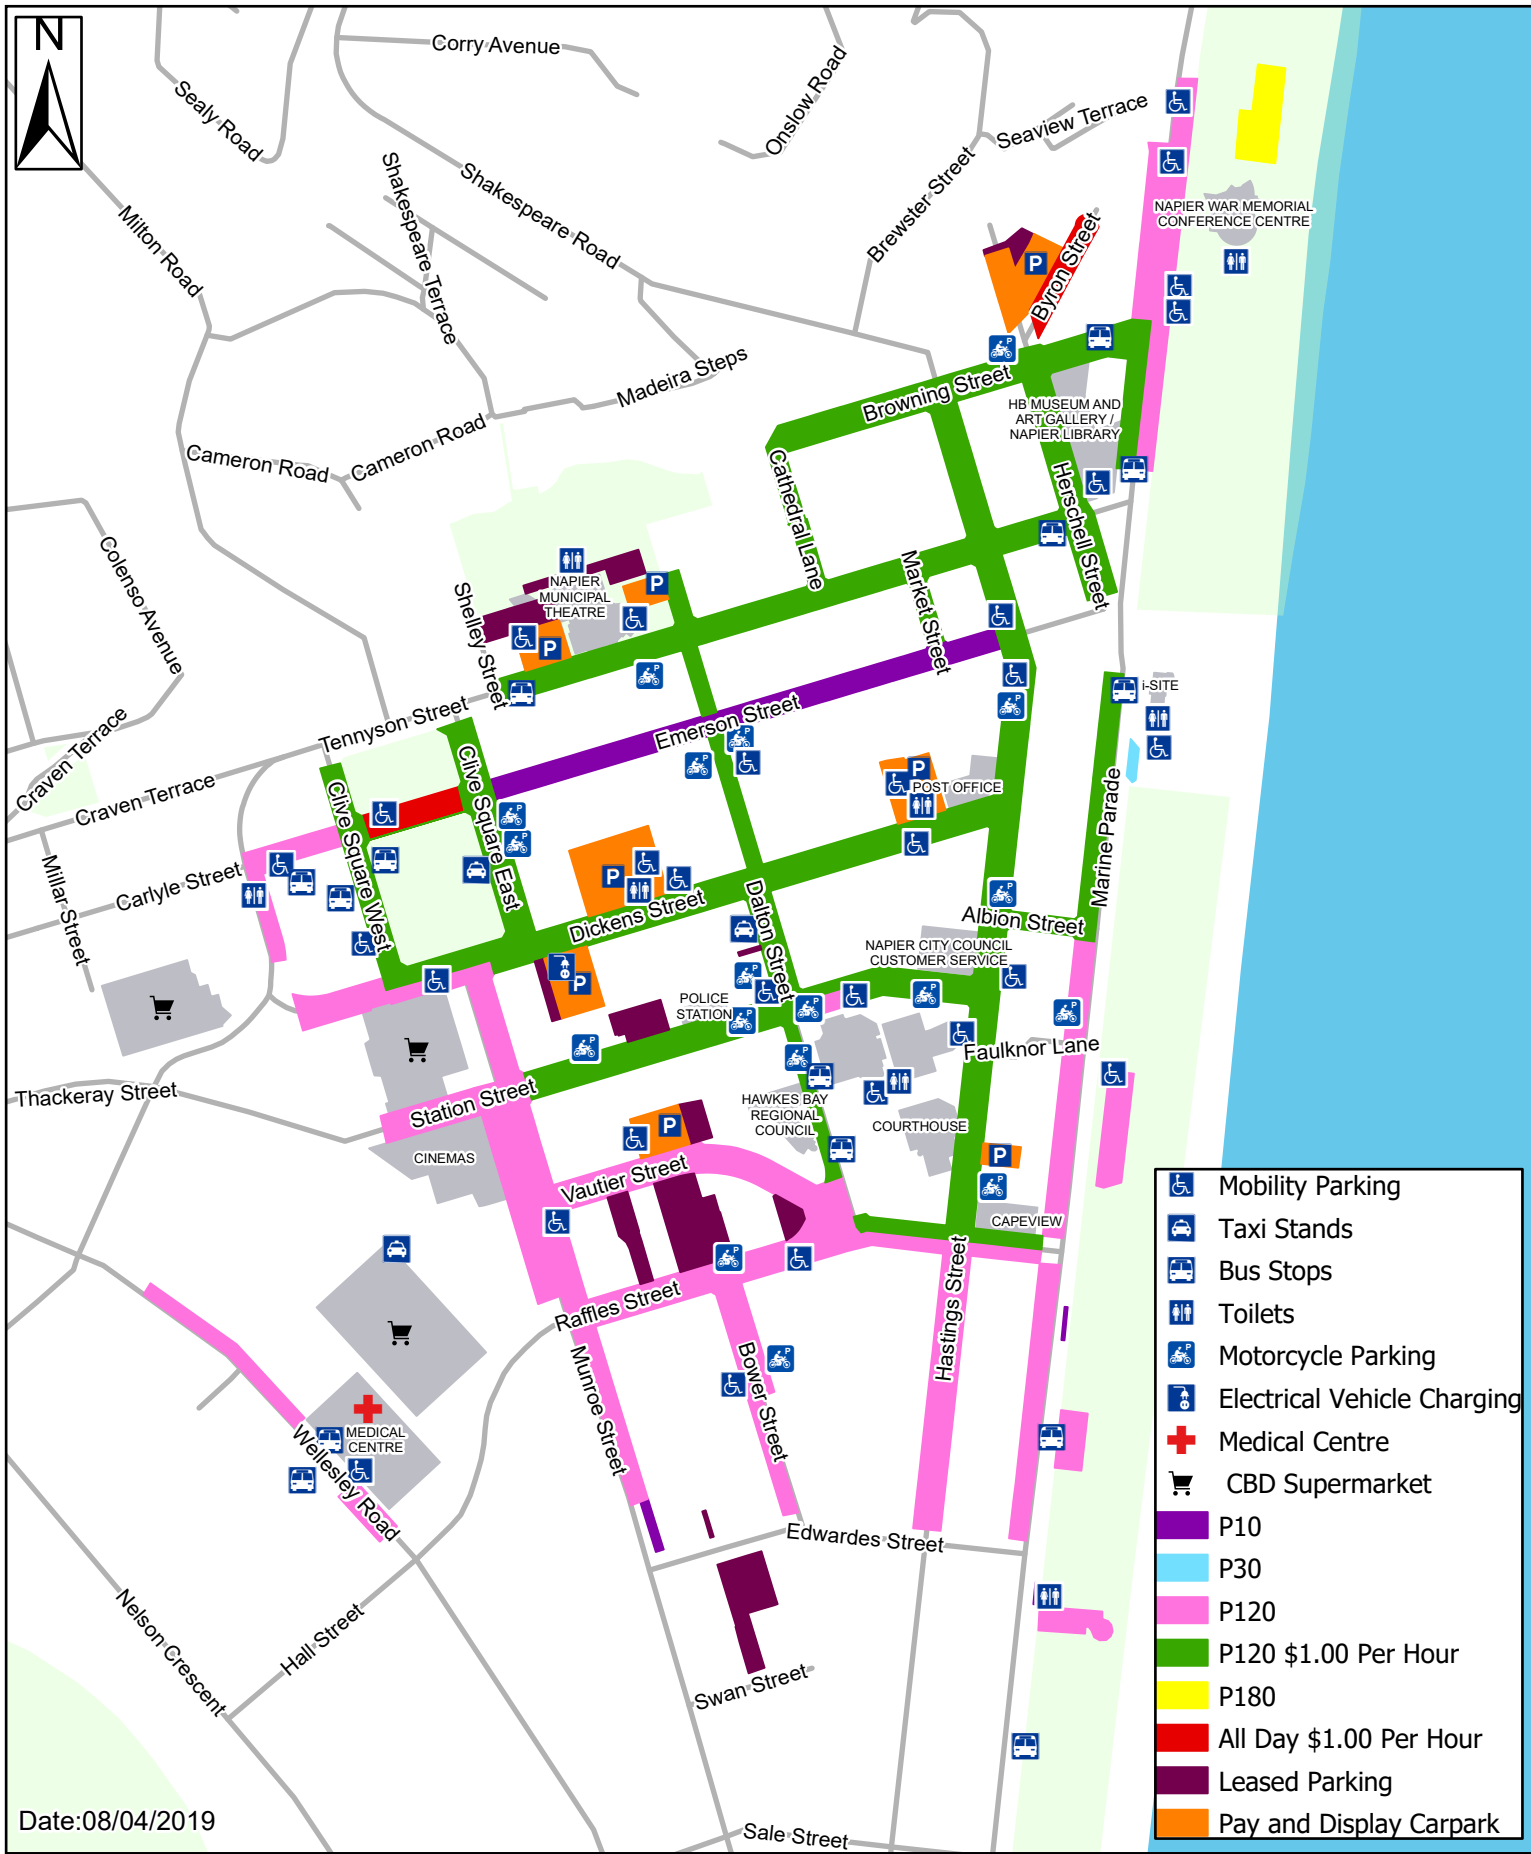 N
Corry Avenue
Sealy Road
Onslow Road
Seaview Terrace
Shakespeare Terrace
Shakespeare Road
Brewster Street
Milton Road
NAPIER WAR MEMORIAL
CONFERENCE CENTRE
P
Byron Street
Madeira Steps
Browning Street
HB MUSEUM AND
ART GALLERY /
NAPIER LIBRARY
Cameron Road
Cameron Road
Cathedral Lane
Herschell Street
Colenso Avenue
Market Street
NAPIER
MUNICIPAL
THEATRE
P
Shelley Street
P
i-SITE
Tennyson Street
Emerson Street
Craven Terrace
Craven Terrace
Clive Square West
Clive Square East
P
POST OFFICE
Marine Parade
Millar Street
Carlyle Street
P
Dickens Street
Dalton Street
Albion Street
NAPIER CITY COUNCIL
CUSTOMER SERVICE
P
POLICE
STATION
Faulknor Lane
Thackeray Street
Station Street
HAWKES BAY
REGIONAL
COUNCIL
COURTHOUSE
P
P
CINEMAS
Vautier Street
CAPEVIEW
Hastings Street
Raffles Street
Munroe Street
Bower Street
MEDICAL
CENTRE
Wellesley Road
Edwardes Street
Nelson Crescent
Hall Street
Swan Street
Sale Street
Date:08/04/2019
Mobility Parking
Taxi Stands
Bus Stops
Toilets
Motorcycle Parking
Electrical Vehicle Charging
Medical Centre
CBD Supermarket
P10
P30
P120
P120 $1.00 Per Hour
P180
All Day $1.00 Per Hour
Leased Parking
Pay and Display Carpark